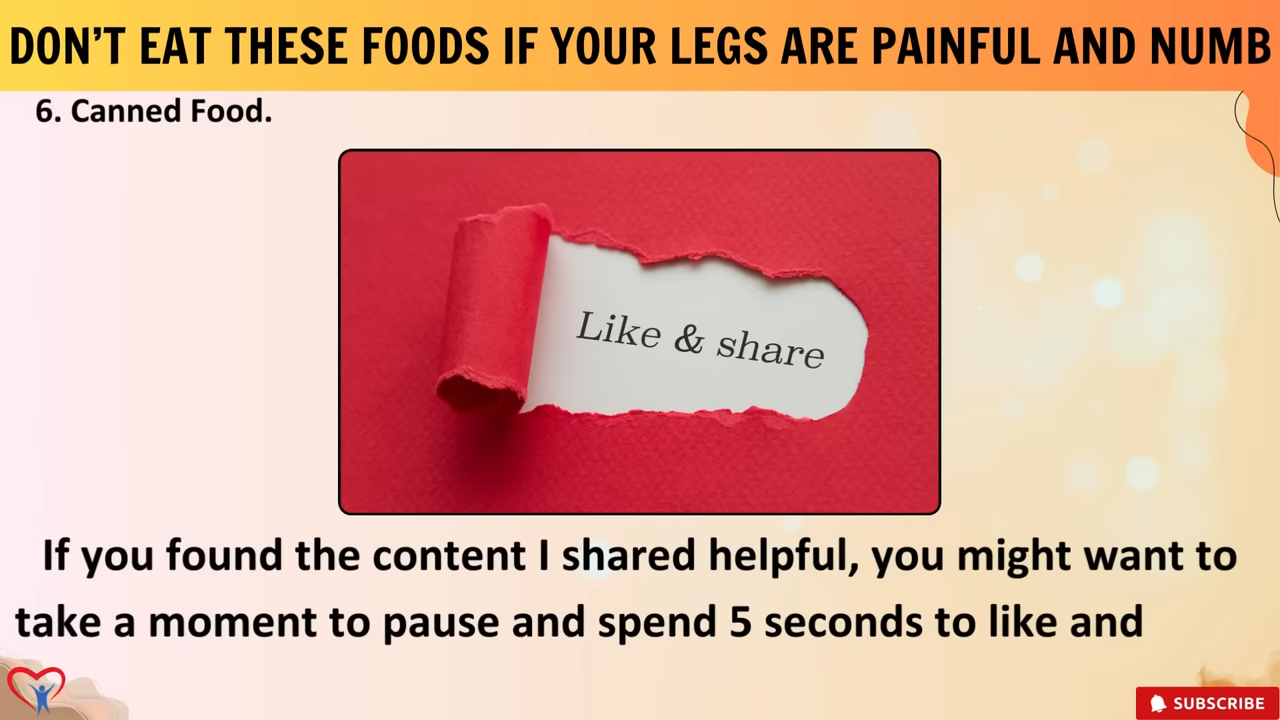 DON’T EAT THESE FOODS IF YOUR LEGS ARE PAINFUL AND NUMB
6. Canned Food.
Like & share
If you found the content I shared helpful, you might want to
take a moment to pause and spend 5 seconds to like and
SUBSCRIBE